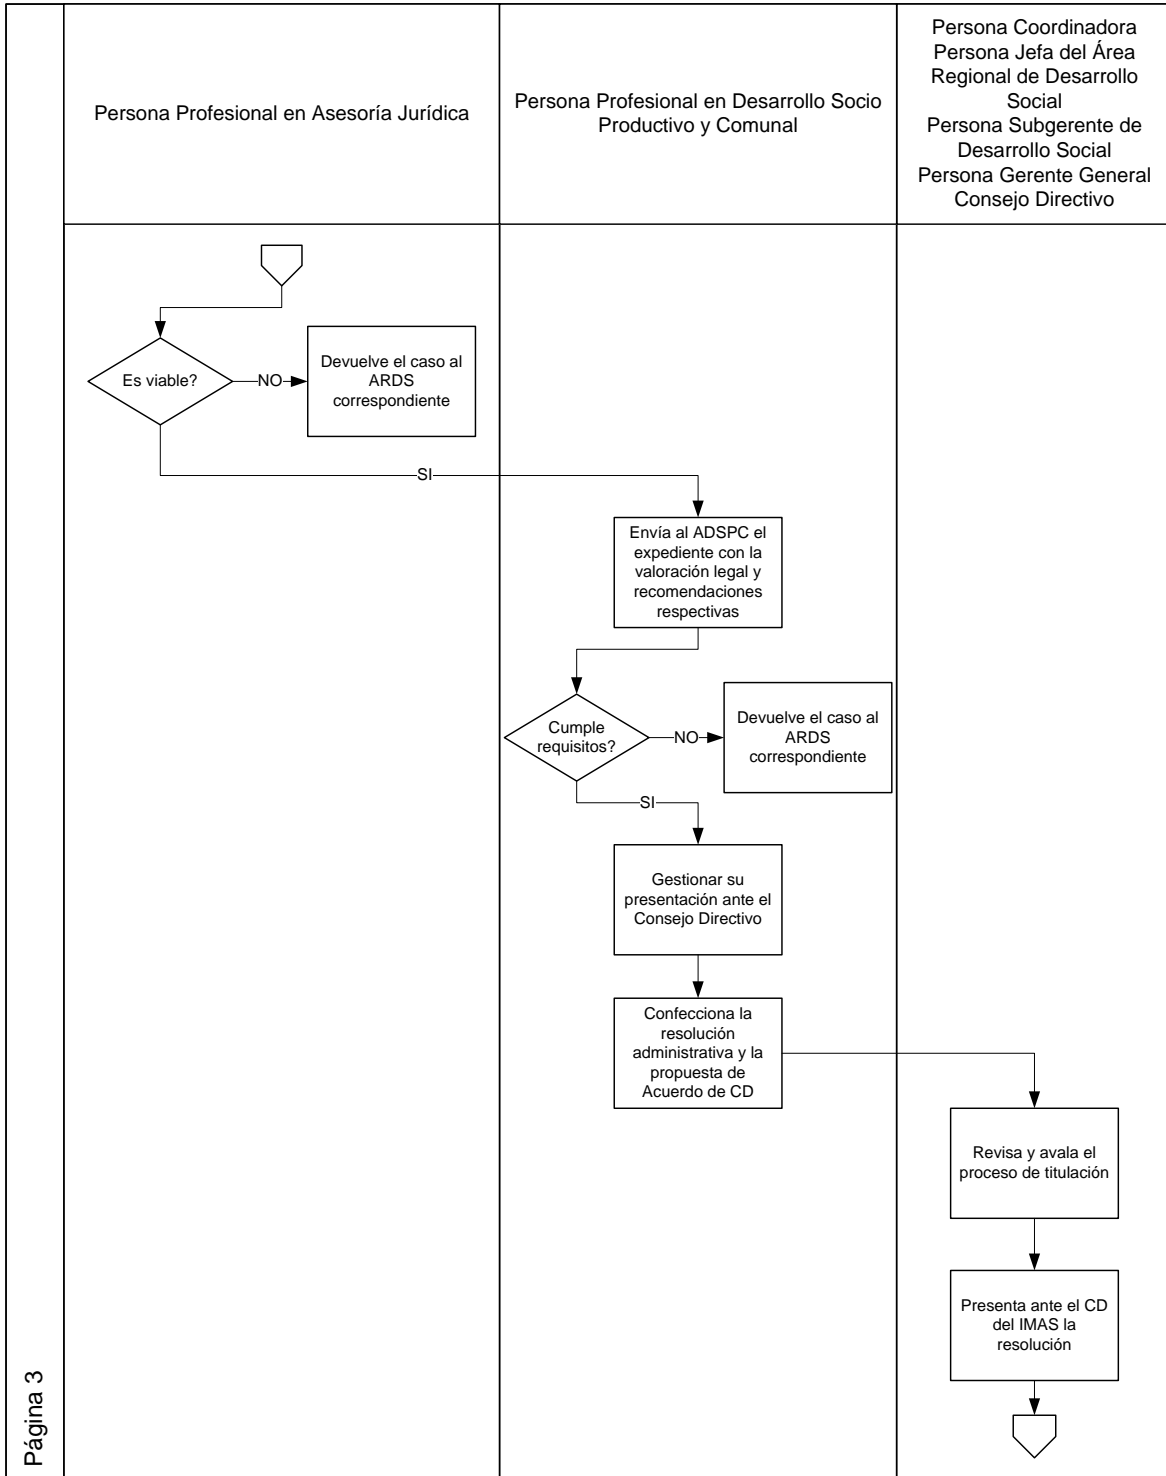 Persona Profesional en Asesoría Jurídica
Persona Profesional en Desarrollo Socio
Productivo y Comunal
Persona Coordinadora
Persona Jefa del Área
Regional de Desarrollo
Social
Persona Subgerente de
Desarrollo Social
Persona Gerente General
Consejo Directivo
Es viable?
NO
Devuelve el caso al
ARDS
correspondiente
SI
Envía al ADSPC el
expediente con la
valoración legal y
recomendaciones
respectivas
Cumple
requisitos?
NO
Devuelve el caso al
ARDS
correspondiente
SI
Gestionar su
presentación ante el
Consejo Directivo
Confecciona la
resolución
administrativa y la
propuesta de
Acuerdo de CD
Revisa y avala el
proceso de titulación
Presenta ante el CD
del IMAS la
resolución
Página 3